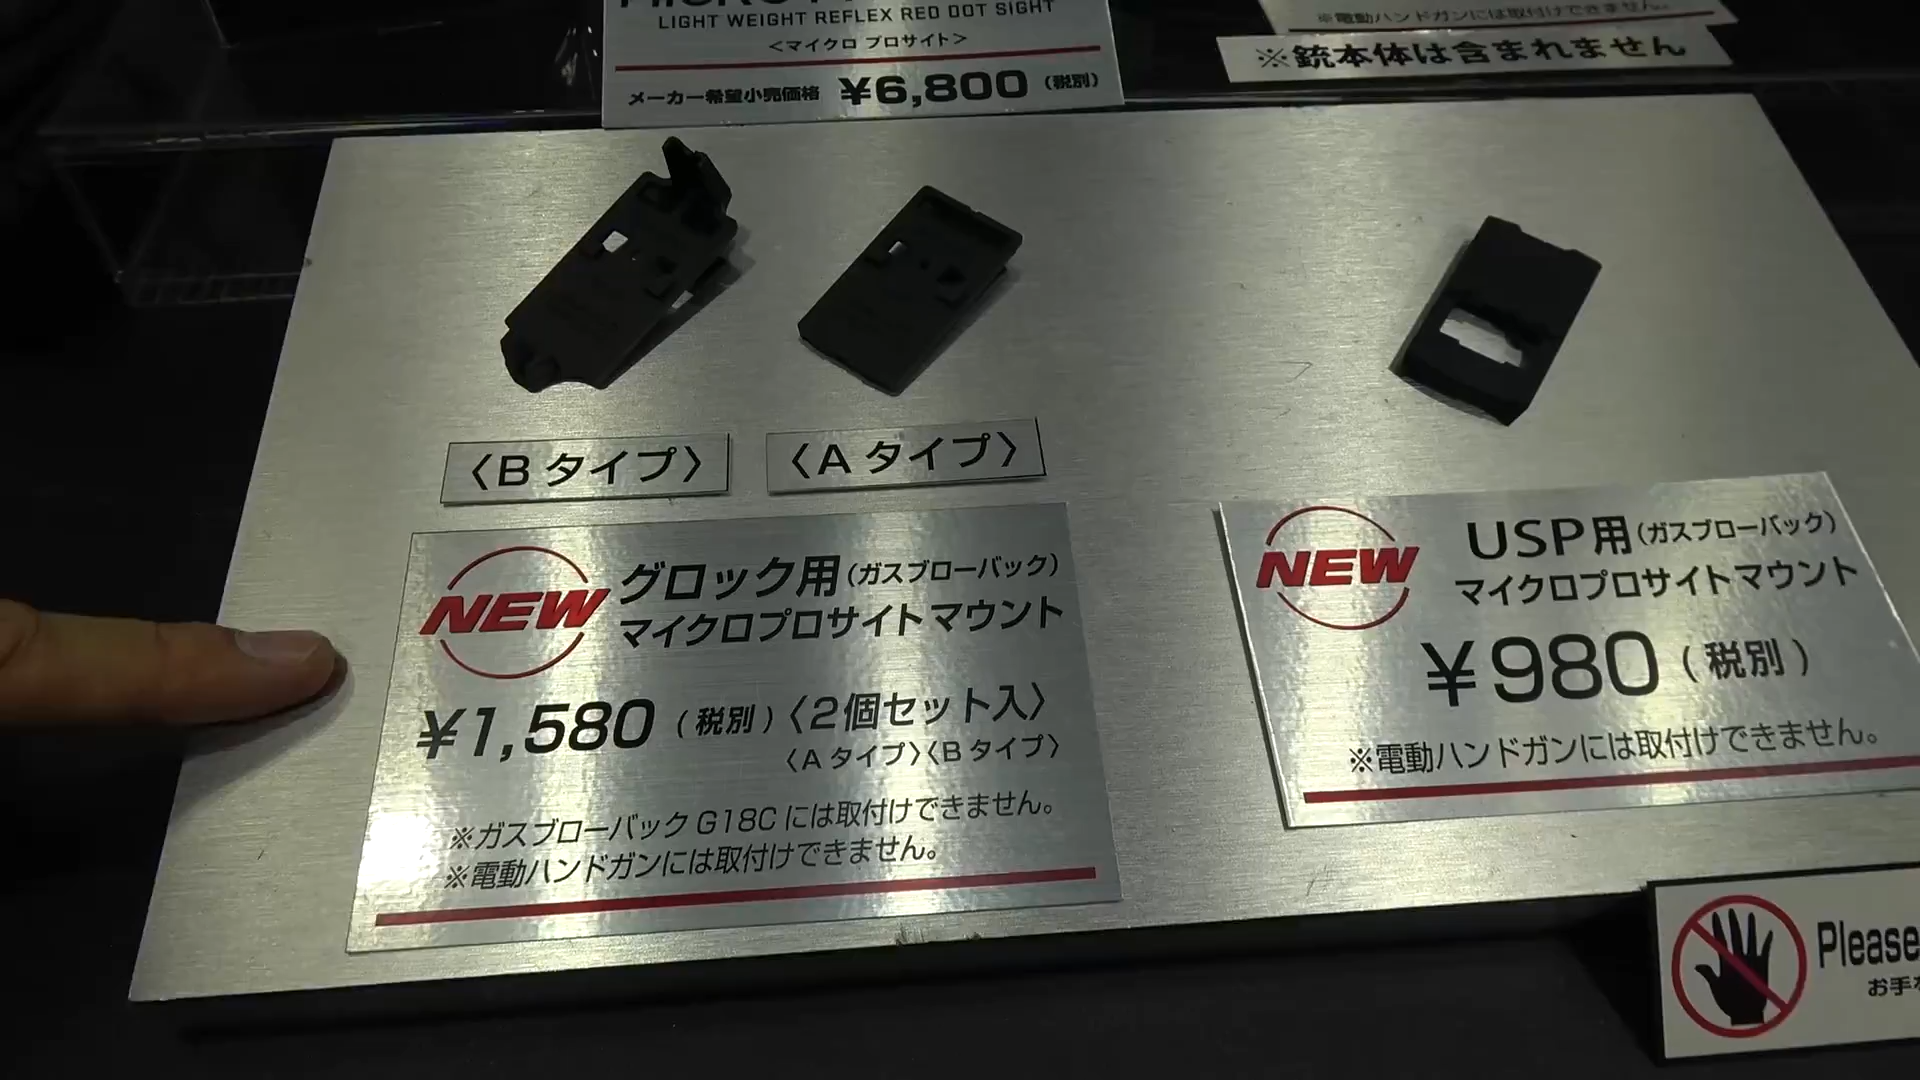 LIGHT WEIGHT REFLEX RED DOT SIGHT
<マイクロ プロサイト>
メーカー希望小売価格 ¥6,800 (税別)
※電動ハンドガンには取付けできません。
※銃本体は含まれません
〈B タイプ〉
〈A タイプ〉
NEW
グロック用(ガスブローバック)
マイクロプロサイトマウント
¥1,580 (税別)〈2個セット入〉
〈A タイプ〉〈B タイプ〉
※ガスブローバック G18C には取付けできません。
※電動ハンドガンには取付けできません。
NEW
USP用(ガスブローバック)
マイクロプロサイトマウント
¥980 (税別)
※電動ハンドガンには取付けできません。
Please
お手